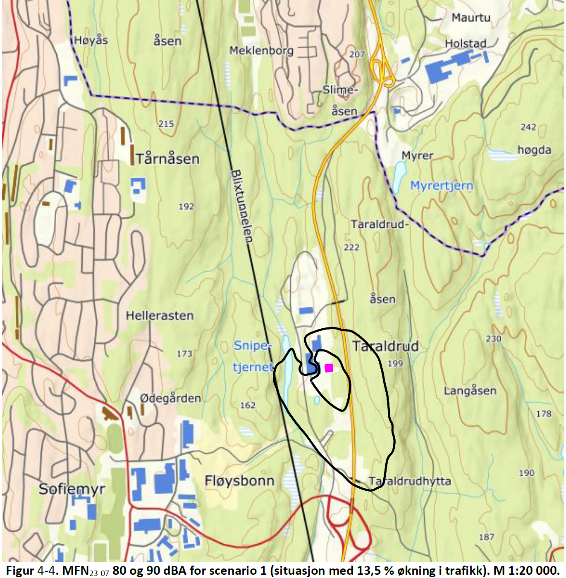 Maurtu
Høyås
åsen
Meklenborg
Holstad
207
Slime-
åsen
215
242
høgda
Tårnåsen
Myrer
Myrertjern
Blixtunnelen
192
Taraldrud-
222
åsen
Hellerasten
230
Snipe-
tjernet
Taraldrud
173
199
Ødegården
162
Langåsen
178
Taraldrudhytta
190
Sofiemyr
Fløysbonn
Figur 4-4. MFN23 07 80 og 90 dBA for scenario 1 (situasjon med 13,5 % økning i trafikk). M 1:20 000.